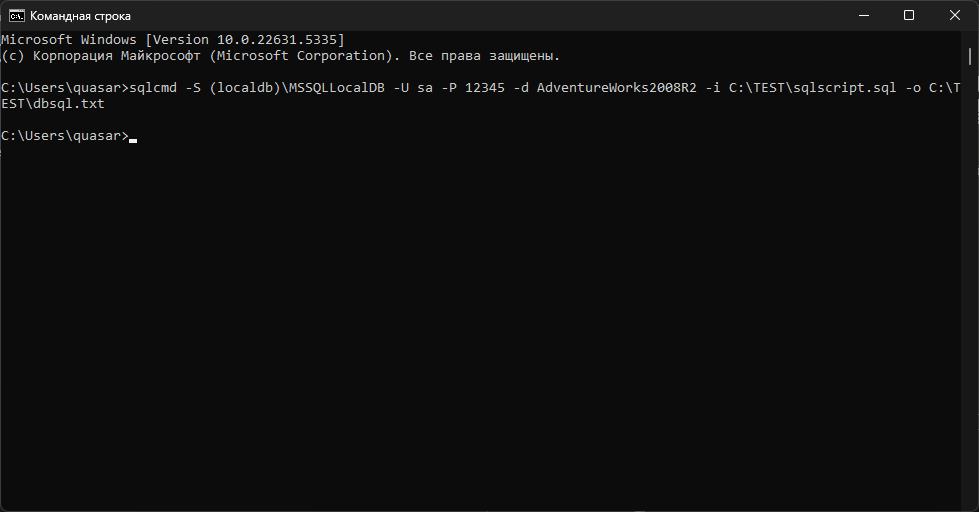 Командная строка
Microsoft Windows [Version 10.0.22631.5335]
(c) Корпорация Майкрософт (Microsoft Corporation). Все права защищены.
C:\Users\quasar>sqlcmd -S (localdb)\MSSQLLocalDB -U sa -P 12345 -d AdventureWorks2008R2 -i C:\TEST\sqlscript.sql -o C:\T
EST\dbsql.txt
C:\Users\quasar>